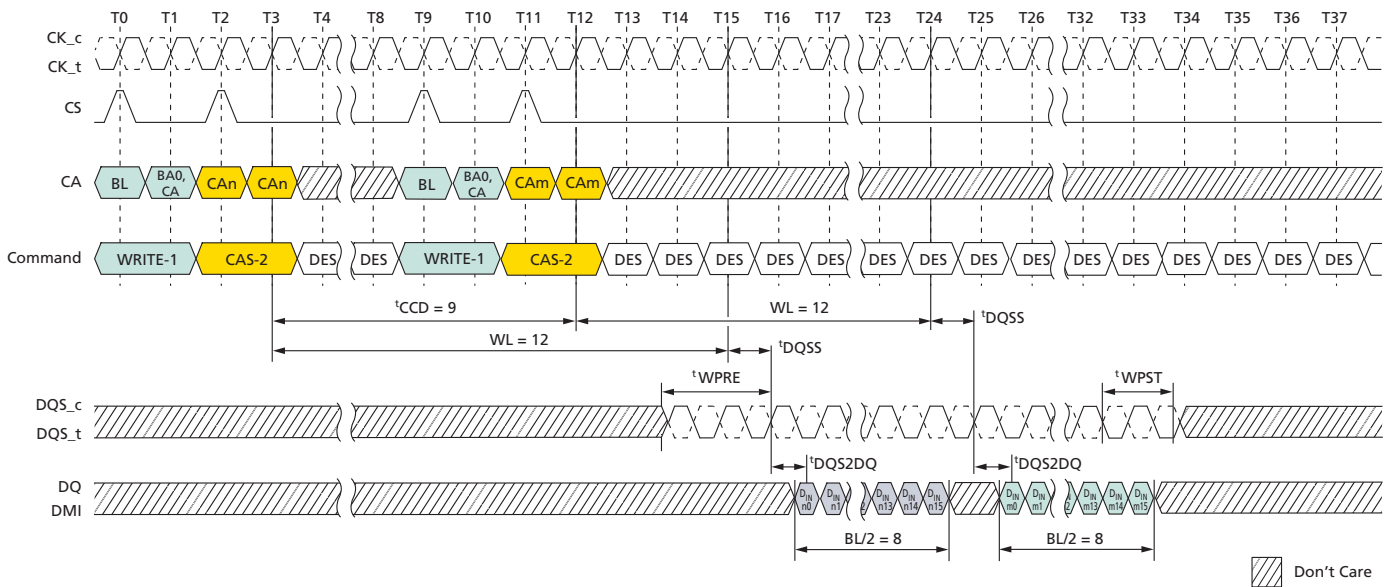 T0 T1 T2 T3 T4 T8 T9 T10 T11 T12 T13 T14 T15 T16 T17 T23 T24 T25 T26 T32 T33 T34 T35 T36 T37
CK_c
CK_t
CS
CA BL BA0, CA CAn CAn BL BA0, CA CAm CAm
Command WRITE-1 CAS-2 DES DES WRITE-1 CAS-2 DES DES DES DES DES DES DES DES DES DES DES DES DES DES DES
tCCD = 9 WL = 12 tDQSS
WL = 12 tDQSS
tWPRE tWPST
DQS_c
DQS_t
tDQS2DQ tDQS2DQ
DQ
DMI
DIN n0 DIN n1 2 DIN n13 DIN n14 DIN n15 DIN m0 DIN m1 2 DIN m13 DIN m14 DIN m15
BL/2 = 8 BL/2 = 8
Don't Care